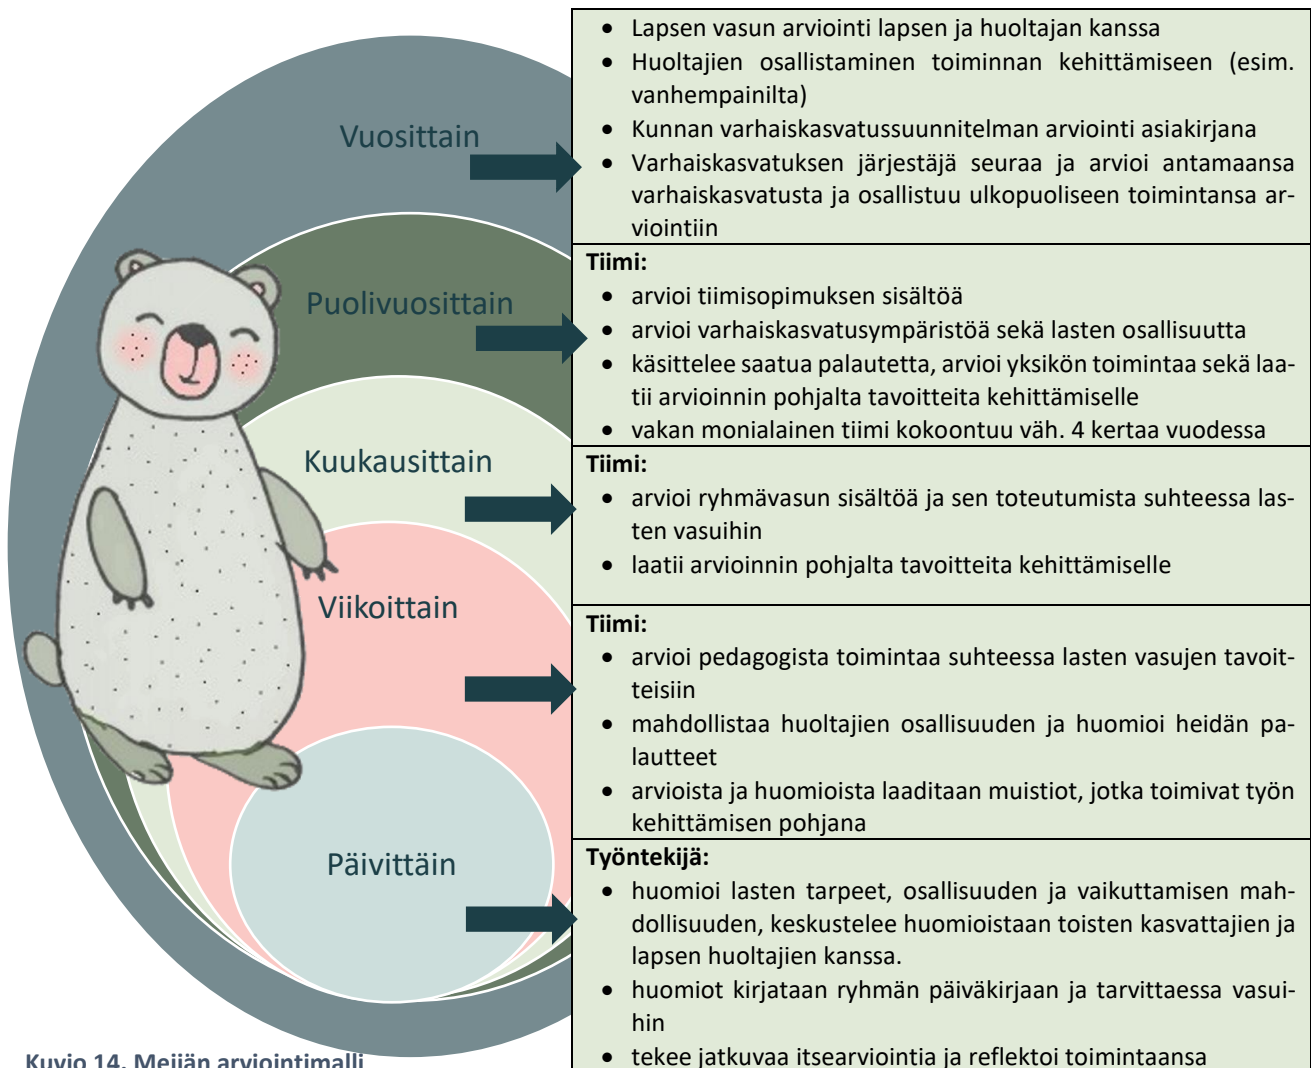 Vuosittain
• Lapsen vasun arviointi lapsen ja huoltajan kanssa
• Huoltajien osallistaminen toiminnan kehittämiseen (esim.
vanhempainilta)
• Kunnan varhaiskasvatussuunnitelman arviointi asiakirjana
• Varhaiskasvatuksen järjestäjä seuraa ja arvioi antamaansa
varhaiskasvatusta ja osallistuu ulkopuoliseen toimintansa ar-
viointiin
Puolivuosittain
Tiimi:
• arvioi tiimisopimuksen sisältöä
• arvioi varhaiskasvatusympäristöä sekä lasten osallisuutta
• käsittelee saatua palautetta, arvioi yksikön toimintaa sekä laa-
tii arvioinnin pohjalta tavoitteita kehittämiselle
• vakan monialainen tiimi kokoontuu väh. 4 kertaa vuodessa
Kuukausittain
Tiimi:
• arvioi ryhmävasun sisältöä ja sen toteutumista suhteessa las-
ten vasuihin
• laatii arvioinnin pohjalta tavoitteita kehittämiselle
Viikoittain
Tiimi:
• arvioi pedagogista toimintaa suhteessa lasten vasujen tavoit-
teisiin
• mahdollistaa huoltajien osallisuuden ja huomioi heidän pa-
lautteet
• arvioista ja huomioista laaditaan muistiot, jotka toimivat työn
kehittämisen pohjana
Päivittäin
Työntekijä:
• huomioi lasten tarpeet, osallisuuden ja vaikuttamisen mah-
dollisuuden, keskustelee huomioistaan toisten kasvattajien ja
lapsen huoltajien kanssa.
• huomiot kirjataan ryhmän päiväkirjaan ja tarvittaessa vasui-
hin
• tekee jatkuvaa itsearviointia ja reflektoi toimintaansa
Kuvio 14. Meijän arviointimalli